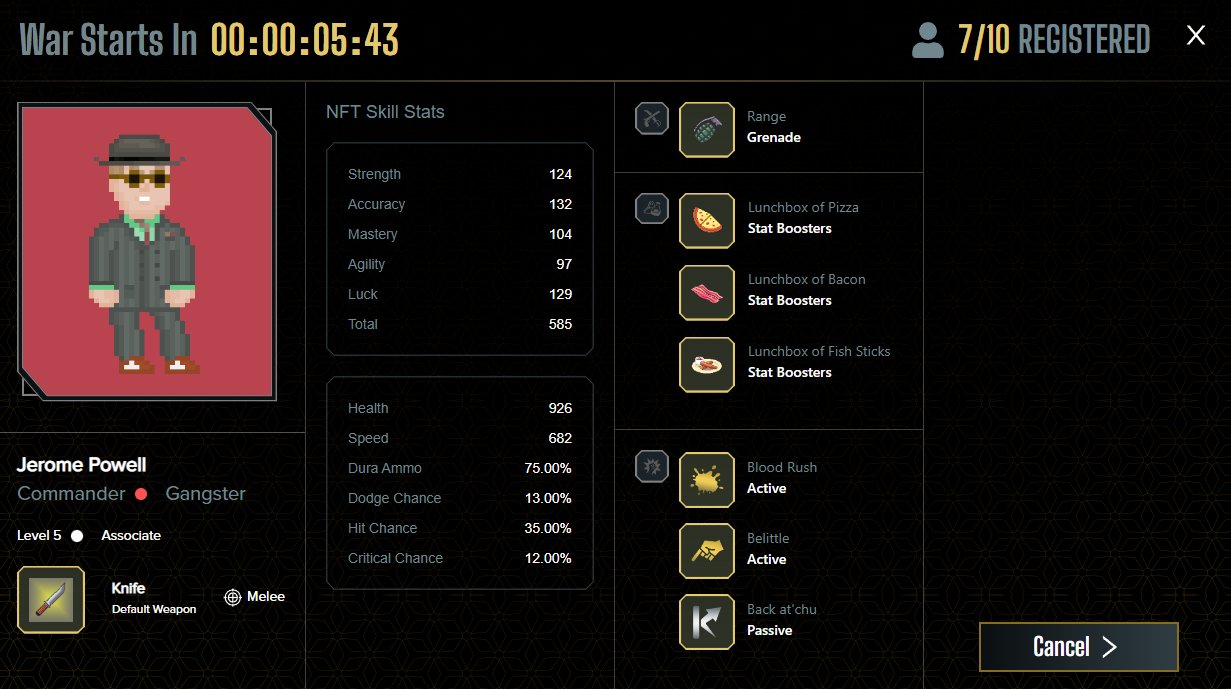 War Starts In 00:00:05:43
7/10 REGISTERED
X
NFT Skill Stats
Strength 124
Accuracy 132
Mastery 104
Agility 97
Luck 129
Total 585
Health 926
Speed 682
Dura Ammo 75.00%
Dodge Chance 13.00%
Hit Chance 35.00%
Critical Chance 12.00%
Jerome Powell
Commander Gangster
Level 5 Associate
Knife
Default Weapon
Melee
Range
Grenade
Lunchbox of Pizza
Stat Boosters
Lunchbox of Bacon
Stat Boosters
Lunchbox of Fish Sticks
Stat Boosters
Blood Rush
Active
Belittle
Active
Back at'chu
Passive
Cancel >